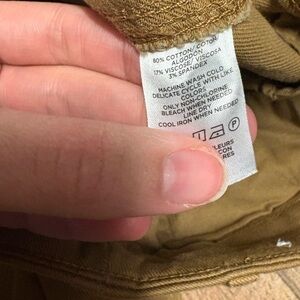 80% COTTON/ COTON/
ALGODON
17% VISCOSE/ VISCOSA
3% SPANDEX
MACHINE WASH COLD
DELICATE CYCLE WITH LIKE
COLORS
ONLY NON-CHLORINE
BLEACH WHEN NEEDED
LINE DRY
COOL IRON WHEN NEEDED
P